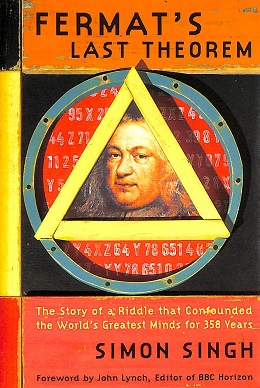 FERMAT'S
LAST THEOREM
The Story of a Riddle that Confounded
the World's Greatest Minds for 358 Years
SIMON SINGH
Foreword by John Lynch, Editor of BBC Horizon